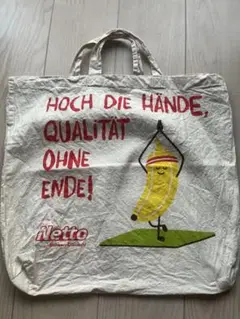 HOCH DIE HÄNDE,
QUALITÄT
OHNE
ENDE!
Netto